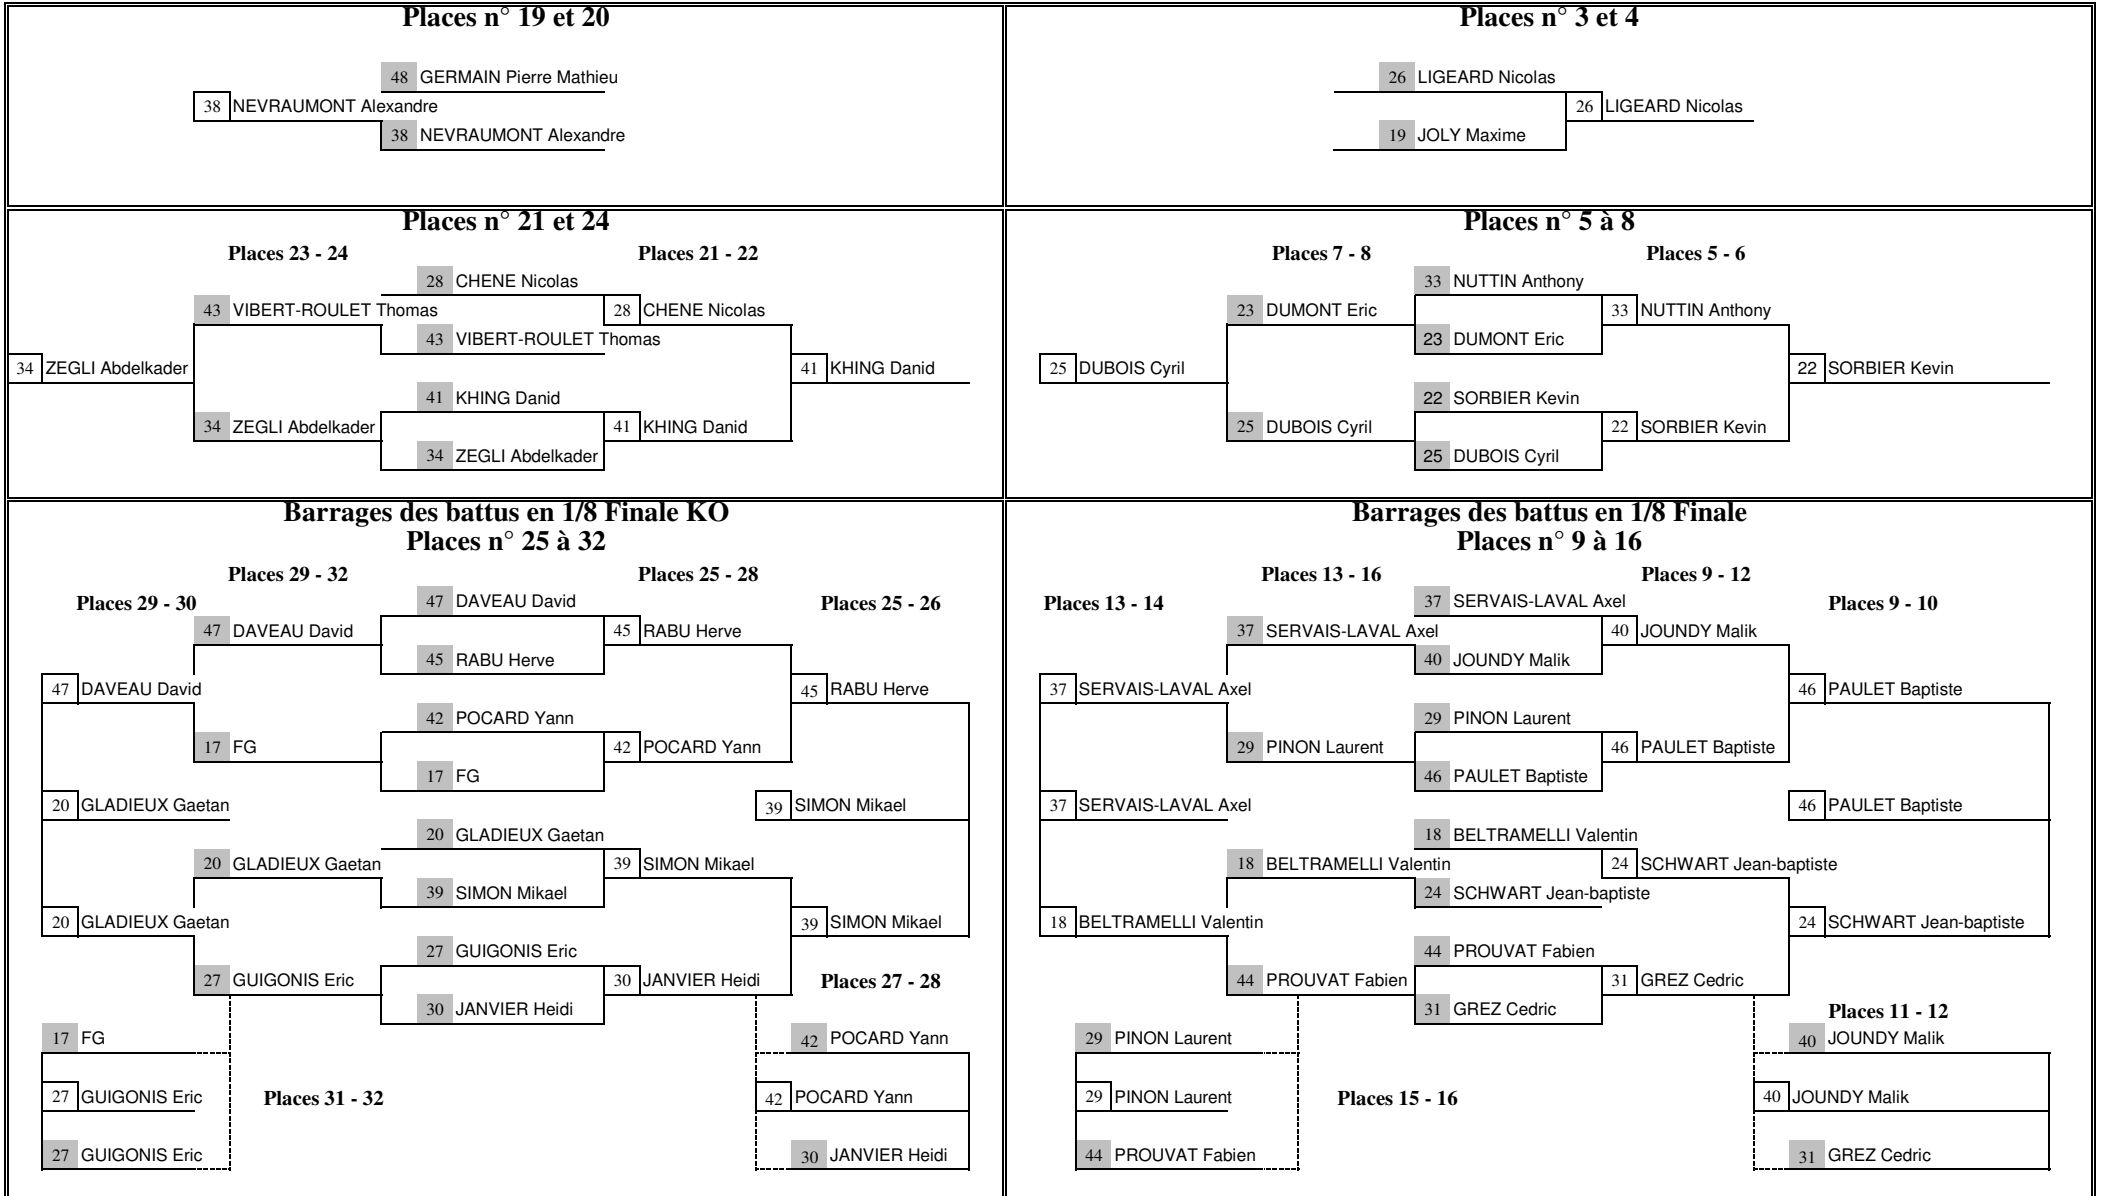 Places n° 19 et 20
48 GERMAIN Pierre Mathieu
38 NEVRAUMONT Alexandre
38 NEVRAUMONT Alexandre
Places n° 3 et 4
26 LIGEARD Nicolas
26 LIGEARD Nicolas
19 JOLY Maxime
Places n° 21 et 24
Places 23 - 24
Places 21 - 22
28 CHENE Nicolas
43 VIBERT-ROULET Thomas
28 CHENE Nicolas
43 VIBERT-ROULET Thomas
34 ZEGLI Abdelkader
41 KHING Danid
41 KHING Danid
34 ZEGLI Abdelkader
41 KHING Danid
34 ZEGLI Abdelkader
Places n° 5 à 8
Places 7 - 8
Places 5 - 6
33 NUTTIN Anthony
23 DUMONT Eric
33 NUTTIN Anthony
23 DUMONT Eric
25 DUBOIS Cyril
22 SORBIER Kevin
22 SORBIER Kevin
25 DUBOIS Cyril
22 SORBIER Kevin
25 DUBOIS Cyril
Barrages des battus en 1/8 Finale KO
Places n° 25 à 32
Places 29 - 32
Places 25 - 28
Places 29 - 30
47 DAVEAU David
Places 25 - 26
47 DAVEAU David
45 RABU Herve
45 RABU Herve
47 DAVEAU David
45 RABU Herve
42 POCARD Yann
17 FG
42 POCARD Yann
17 FG
20 GLADIEUX Gaetan
39 SIMON Mikael
20 GLADIEUX Gaetan
20 GLADIEUX Gaetan
39 SIMON Mikael
39 SIMON Mikael
20 GLADIEUX Gaetan
39 SIMON Mikael
27 GUIGONIS Eric
27 GUIGONIS Eric
30 JANVIER Heidi
Places 27 - 28
30 JANVIER Heidi
17 FG
42 POCARD Yann
27 GUIGONIS Eric
Places 31 - 32
42 POCARD Yann
27 GUIGONIS Eric
30 JANVIER Heidi
Barrages des battus en 1/8 Finale
Places n° 9 à 16
Places 13 - 16
Places 9 - 12
Places 13 - 14
37 SERVAIS-LAVAL Axel
Places 9 - 10
37 SERVAIS-LAVAL Axel
40 JOUNDY Malik
40 JOUNDY Malik
37 SERVAIS-LAVAL Axel
46 PAULET Baptiste
29 PINON Laurent
29 PINON Laurent
46 PAULET Baptiste
46 PAULET Baptiste
37 SERVAIS-LAVAL Axel
46 PAULET Baptiste
18 BELTRAMELLI Valentin
18 BELTRAMELLI Valentin
24 SCHWART Jean-baptiste
24 SCHWART Jean-baptiste
18 BELTRAMELLI Valentin
24 SCHWART Jean-baptiste
44 PROUVAT Fabien
44 PROUVAT Fabien
31 GREZ Cedric
31 GREZ Cedric
Places 11 - 12
29 PINON Laurent
40 JOUNDY Malik
29 PINON Laurent
Places 15 - 16
40 JOUNDY Malik
44 PROUVAT Fabien
31 GREZ Cedric